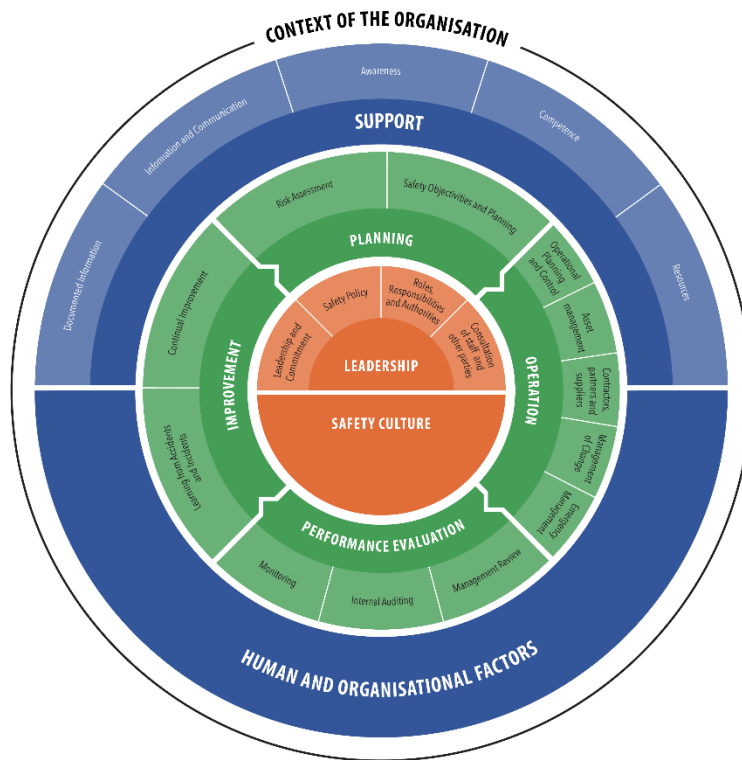 CONTEXT OF THE ORGANISATION
Awareness
Information and Communication
Competence
Documented Information
Resources
SUPPORT
Risk Assessment
Safety Objectivities and Planning
PLANNING
Continual Improvement
Learning from Accidents
and Incidents
IMPROVEMENT
Operational
Planning
and Control
Asset
management
Contractors,
partners and
suppliers
Management
of Change
Emergency
Management
OPERATION
Leadership and
Commitment
Safety Policy
Roles,
Responsibilities
and Authorities
Consultation
of staff and
other parties
LEADERSHIP
SAFETY CULTURE
PERFORMANCE EVALUATION
Monitoring
Internal Auditing
Management Review
HUMAN AND ORGANISATIONAL FACTORS